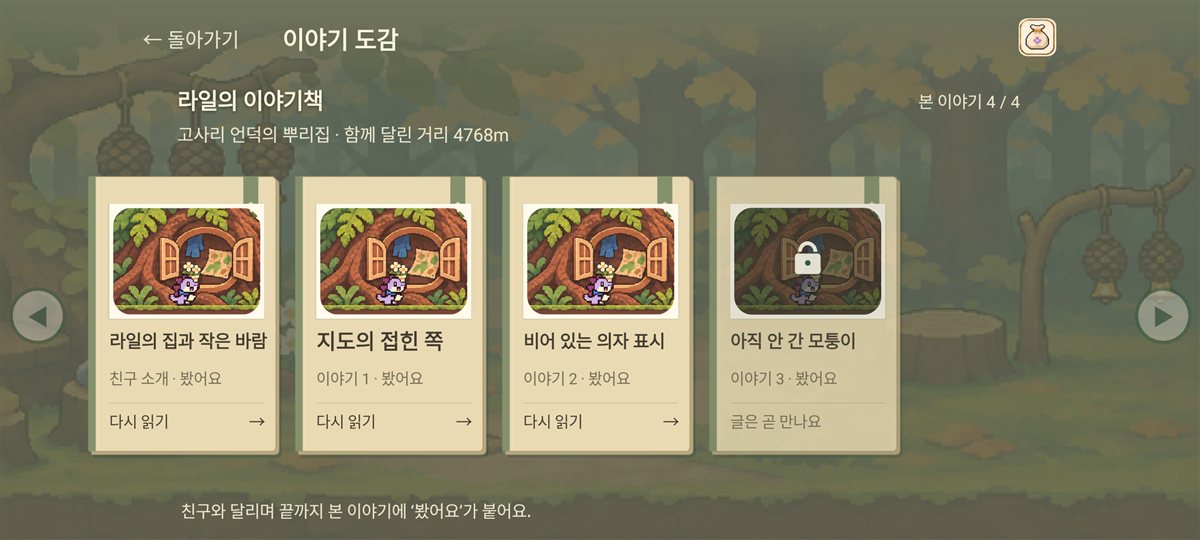 ← 돌아가기 이야기 도감
라일의 이야기책
본 이야기 4 / 4
고사리 언덕의 뿌리집 · 함께 달린 거리 4768m
라일의 집과 작은 바람
친구 소개 · 봤어요
다시 읽기 →
지도의 접힌 쪽
이야기 1 · 봤어요
다시 읽기 →
비어 있는 의자 표시
이야기 2 · 봤어요
다시 읽기 →
아직 안 간 모퉁이
이야기 3 · 봤어요
글은 곧 만나요
친구와 달리며 끝까지 본 이야기에 ‘봤어요’가 붙어요.